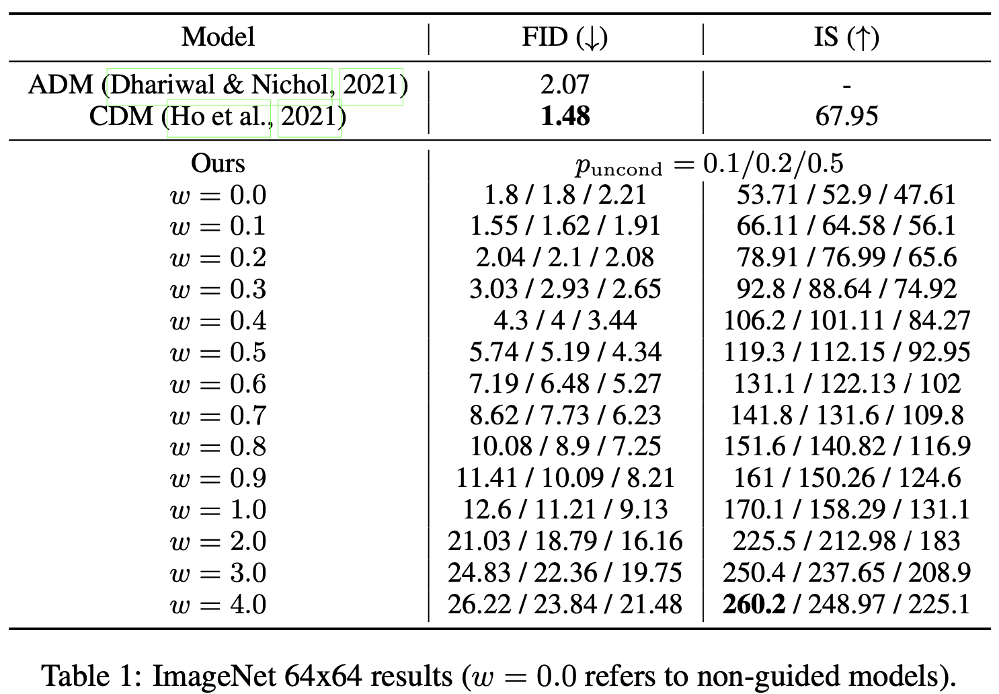 Model FID (↓) IS (↑)
ADM (Dhariwal & Nichol, 2021) 2.07 -
CDM (Ho et al., 2021) 1.48 67.95
Ours p_uncond = 0.1/0.2/0.5
w = 0.0 1.8 / 1.8 / 2.21 53.71 / 52.9 / 47.61
w = 0.1 1.55 / 1.62 / 1.91 66.11 / 64.58 / 56.1
w = 0.2 2.04 / 2.1 / 2.08 78.91 / 76.99 / 65.6
w = 0.3 3.03 / 2.93 / 2.65 92.8 / 88.64 / 74.92
w = 0.4 4.3 / 4 / 3.44 106.2 / 101.11 / 84.27
w = 0.5 5.74 / 5.19 / 4.34 119.3 / 112.15 / 92.95
w = 0.6 7.19 / 6.48 / 5.27 131.1 / 122.13 / 102
w = 0.7 8.62 / 7.73 / 6.23 141.8 / 131.6 / 109.8
w = 0.8 10.08 / 8.9 / 7.25 151.6 / 140.82 / 116.9
w = 0.9 11.41 / 10.09 / 8.21 161 / 150.26 / 124.6
w = 1.0 12.6 / 11.21 / 9.13 170.1 / 158.29 / 131.1
w = 2.0 21.03 / 18.79 / 16.16 225.5 / 212.98 / 183
w = 3.0 24.83 / 22.36 / 19.75 250.4 / 237.65 / 208.9
w = 4.0 26.22 / 23.84 / 21.48 260.2 / 248.97 / 225.1
Table 1: ImageNet 64x64 results (w = 0.0 refers to non-guided models).